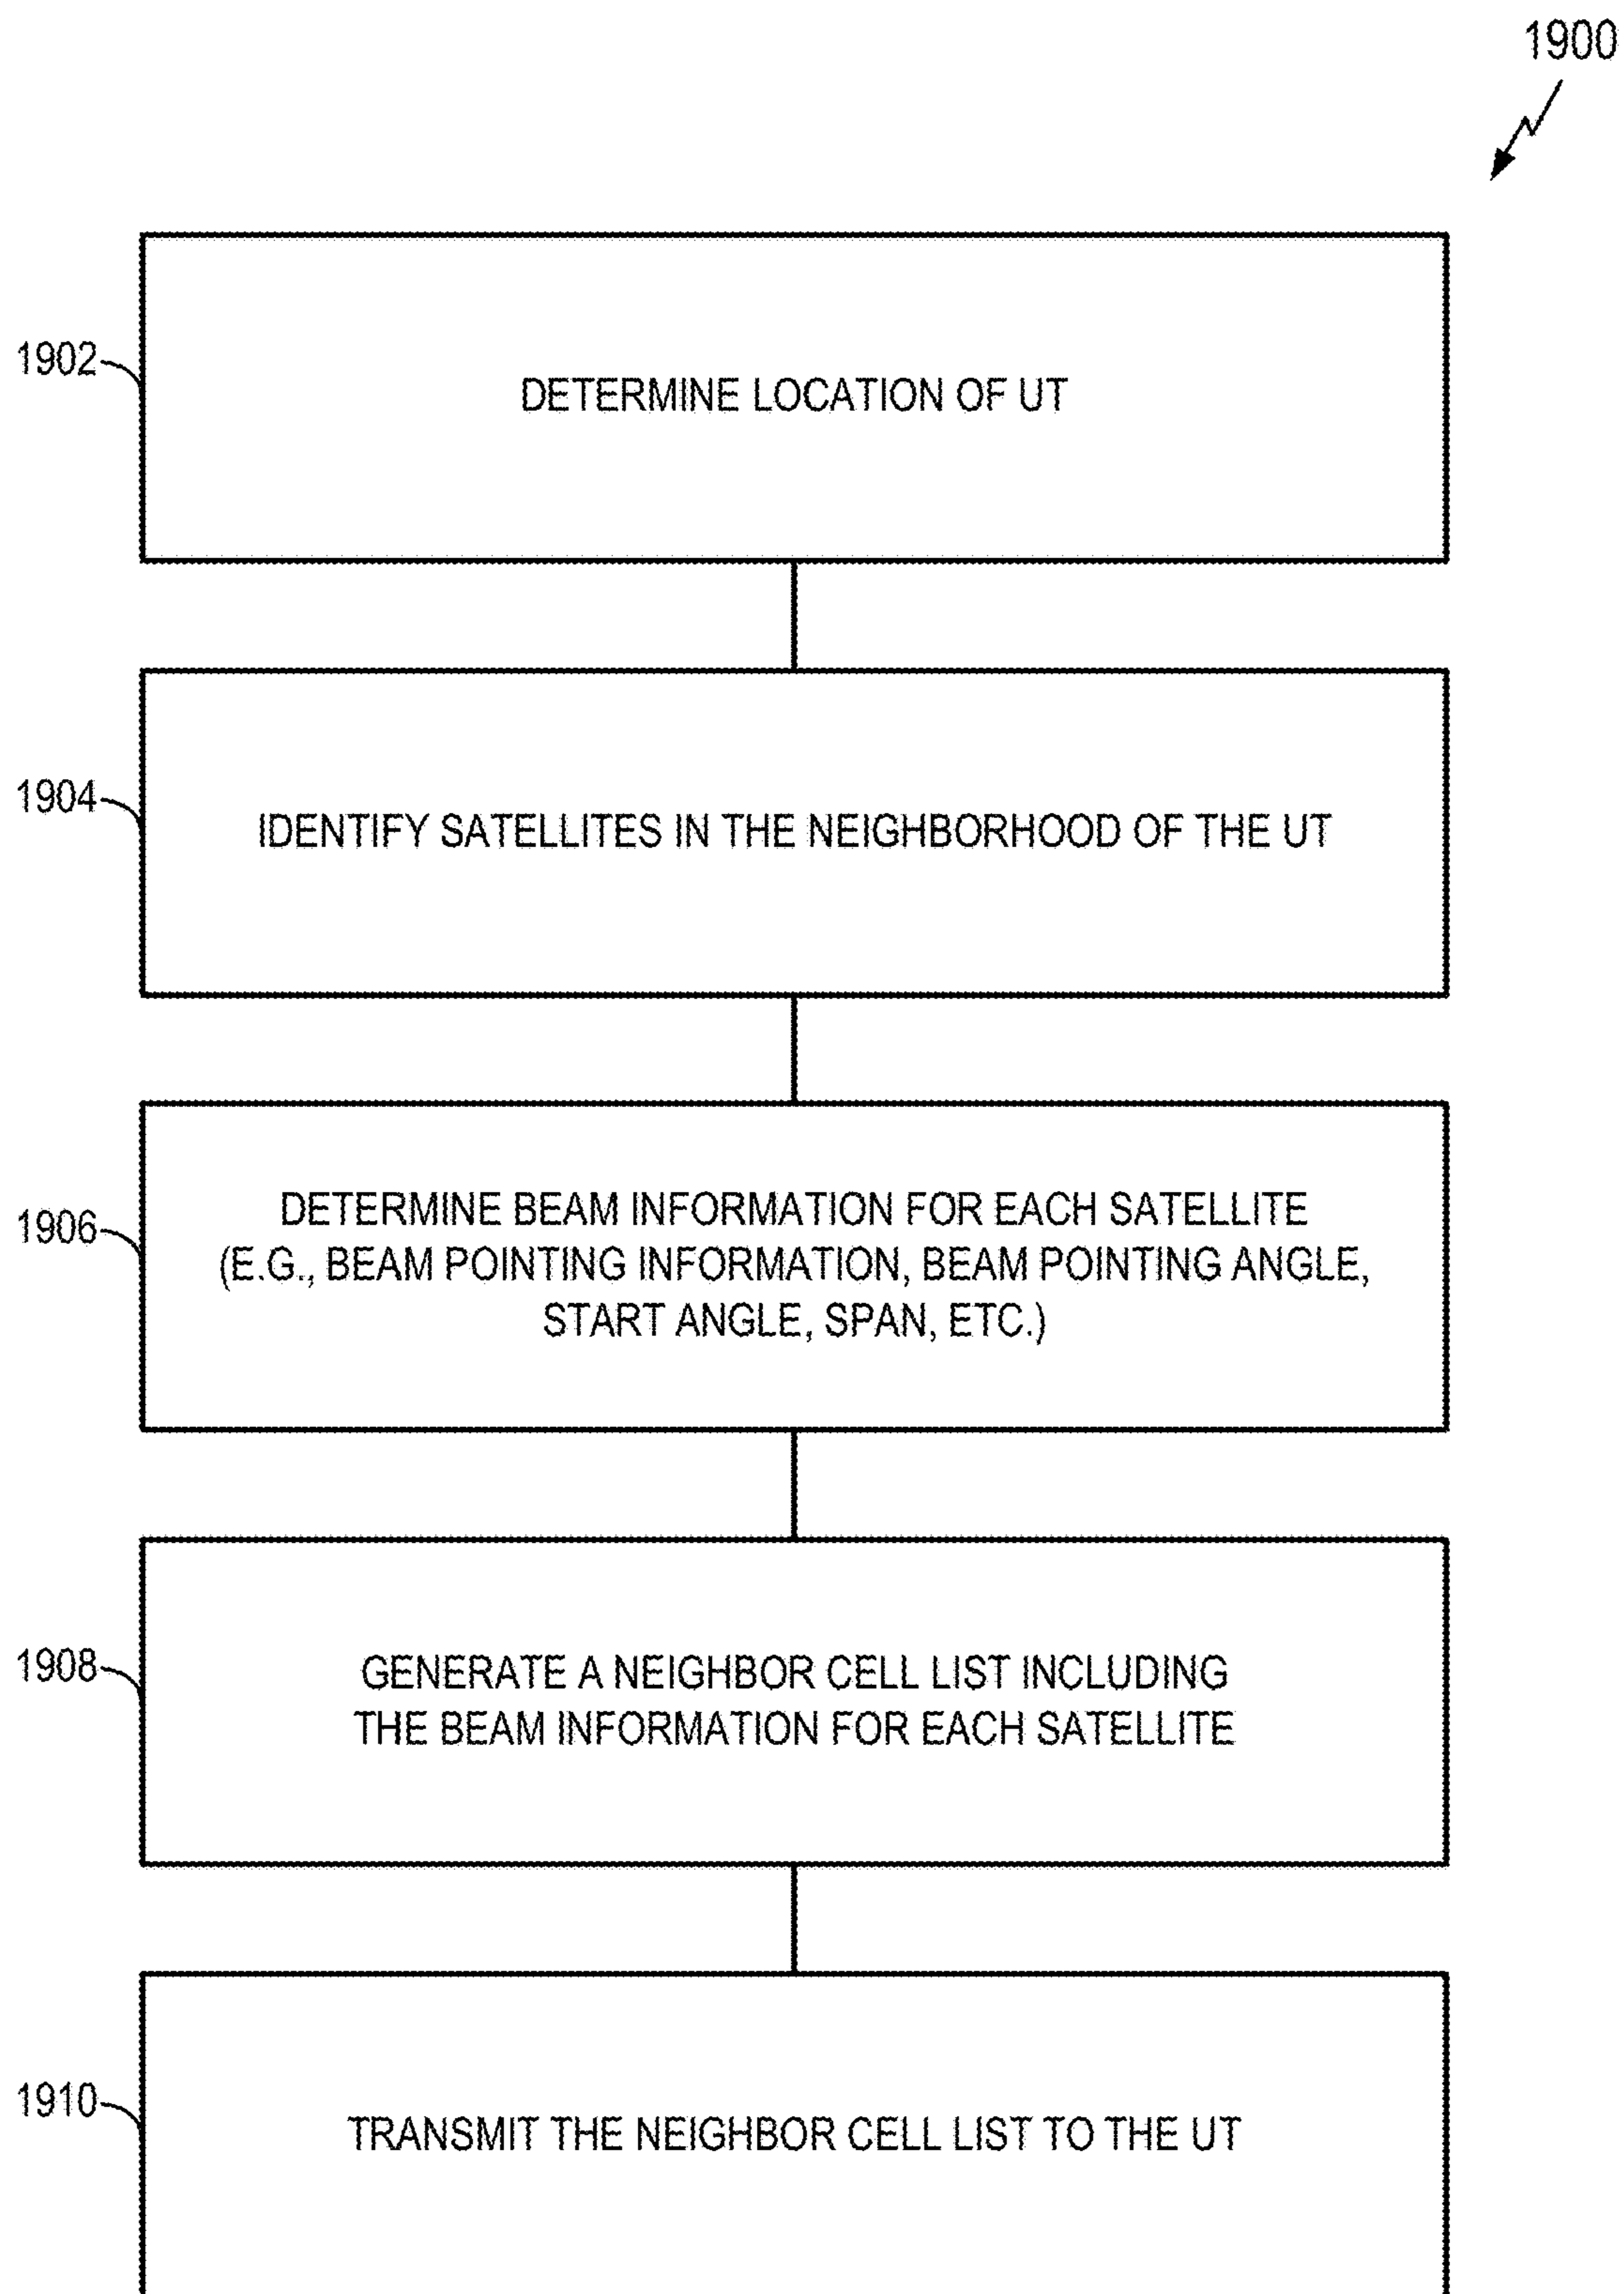 1900
1902
DETERMINE LOCATION OF UT
1904
IDENTIFY SATELLITES IN THE NEIGHBORHOOD OF THE UT
1906
DETERMINE BEAM INFORMATION FOR EACH SATELLITE
(E.G., BEAM POINTING INFORMATION, BEAM POINTING ANGLE,
START ANGLE, SPAN, ETC.)
1908
GENERATE A NEIGHBOR CELL LIST INCLUDING
THE BEAM INFORMATION FOR EACH SATELLITE
1910
TRANSMIT THE NEIGHBOR CELL LIST TO THE UT